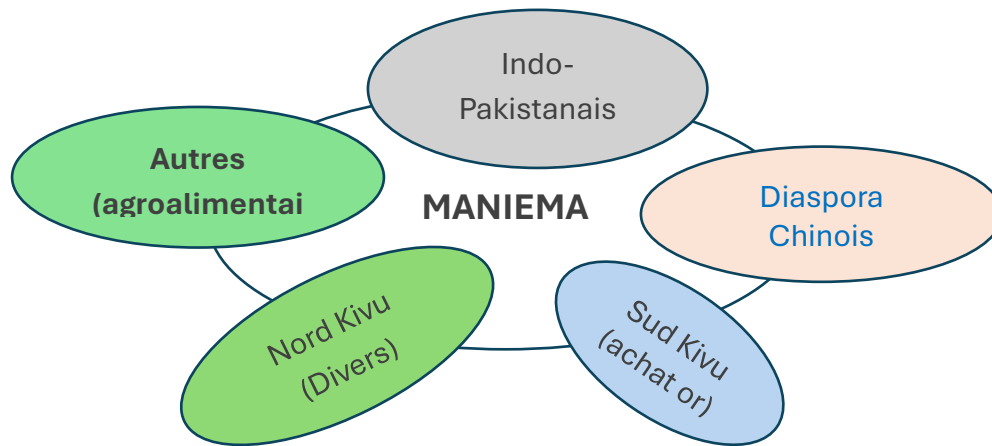 Indo-
Pakistanais
Autres
(agroalimentai
MANIEMA
Diaspora
Chinois
Nord Kivu
(Divers)
Sud Kivu
(achat or)